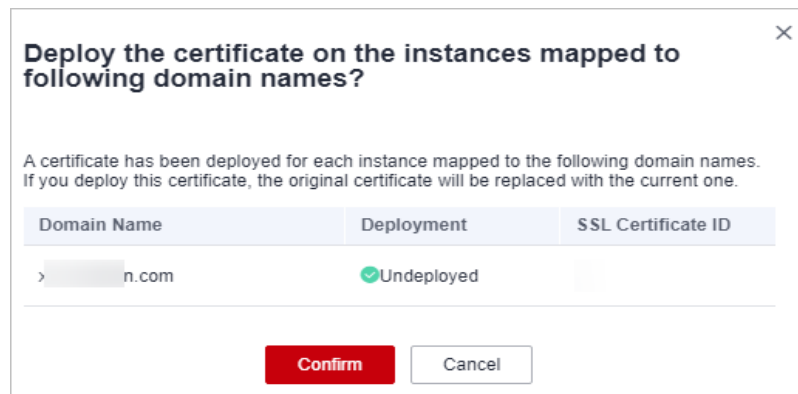 Deploy the certificate on the instances mapped to
following domain names?
A certificate has been deployed for each instance mapped to the following domain names.
If you deploy this certificate, the original certificate will be replaced with the current one.
Domain Name Deployment SSL Certificate ID
n.com Undeployed
Confirm Cancel